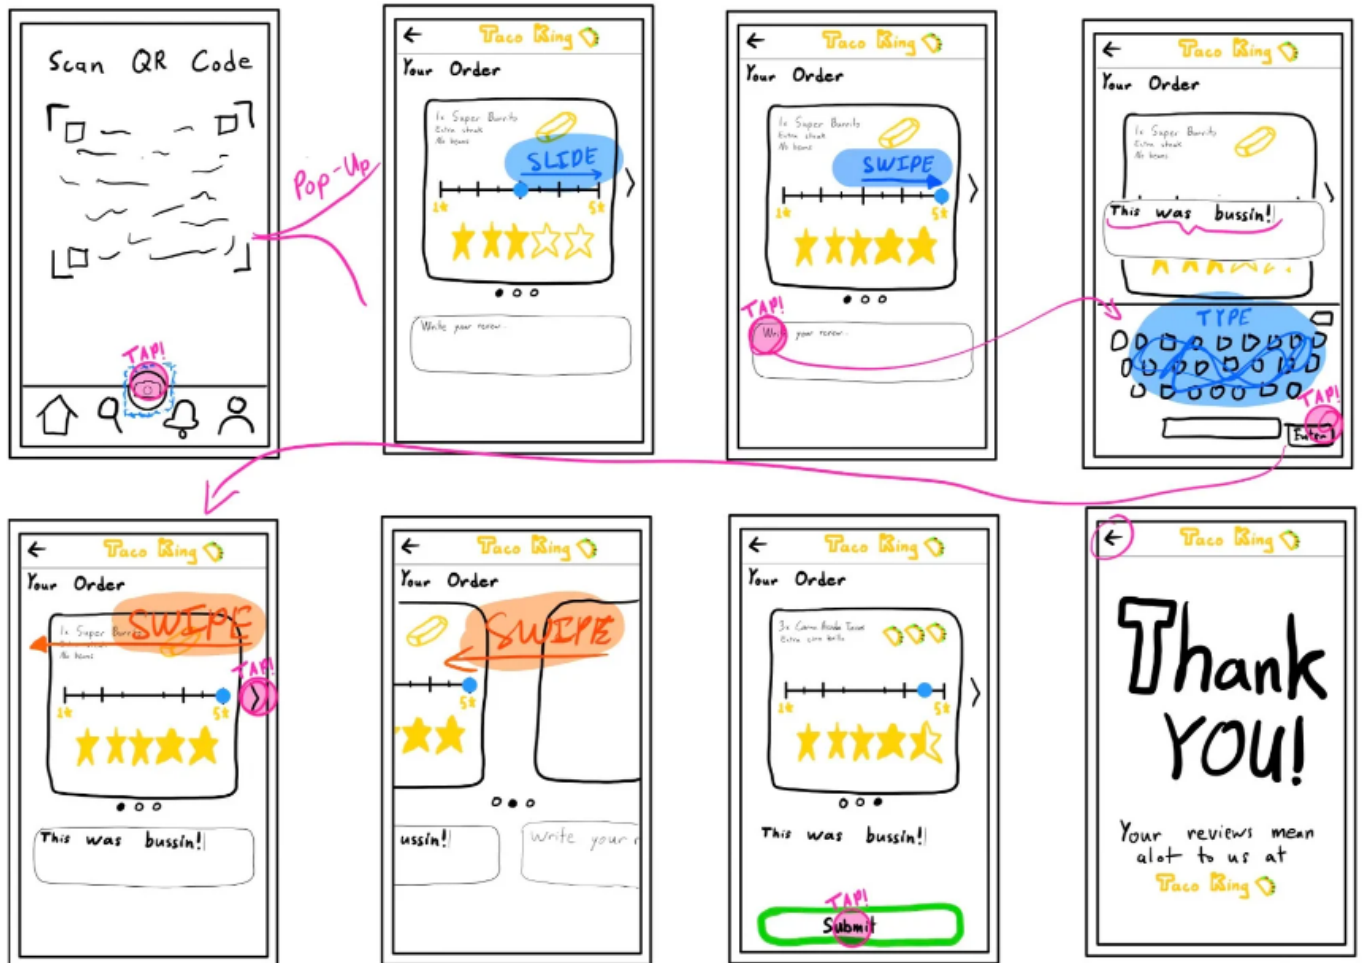 Scan QR Code
TAP!
Pop-Up
Taco King
Your Order
1x Super Burrito
Extra steak
No beans
SLIDE
1★
5★
Write your review..
Taco King
Your Order
1x Super Burrito
Extra steak
No beans
SWIPE
1★
5★
TAP!
Write your review..
Taco King
Your Order
1x Super Burrito
Extra steak
No beans
This was bussin!
TYPE
TAP!
Enter
Taco King
Your Order
SWIPE
1x Super Burrito
No beans
TAP!
1★
5★
This was bussin!
Taco King
Your Order
SWIPE
5★
ussin!
Write your r
Taco King
Your Order
3x Carne Asada Tacos
Extra corn
1★
5★
This was bussin!
TAP!
Submit
Taco King
Thank
YOU!
Your reviews mean
alot to us at
Taco King